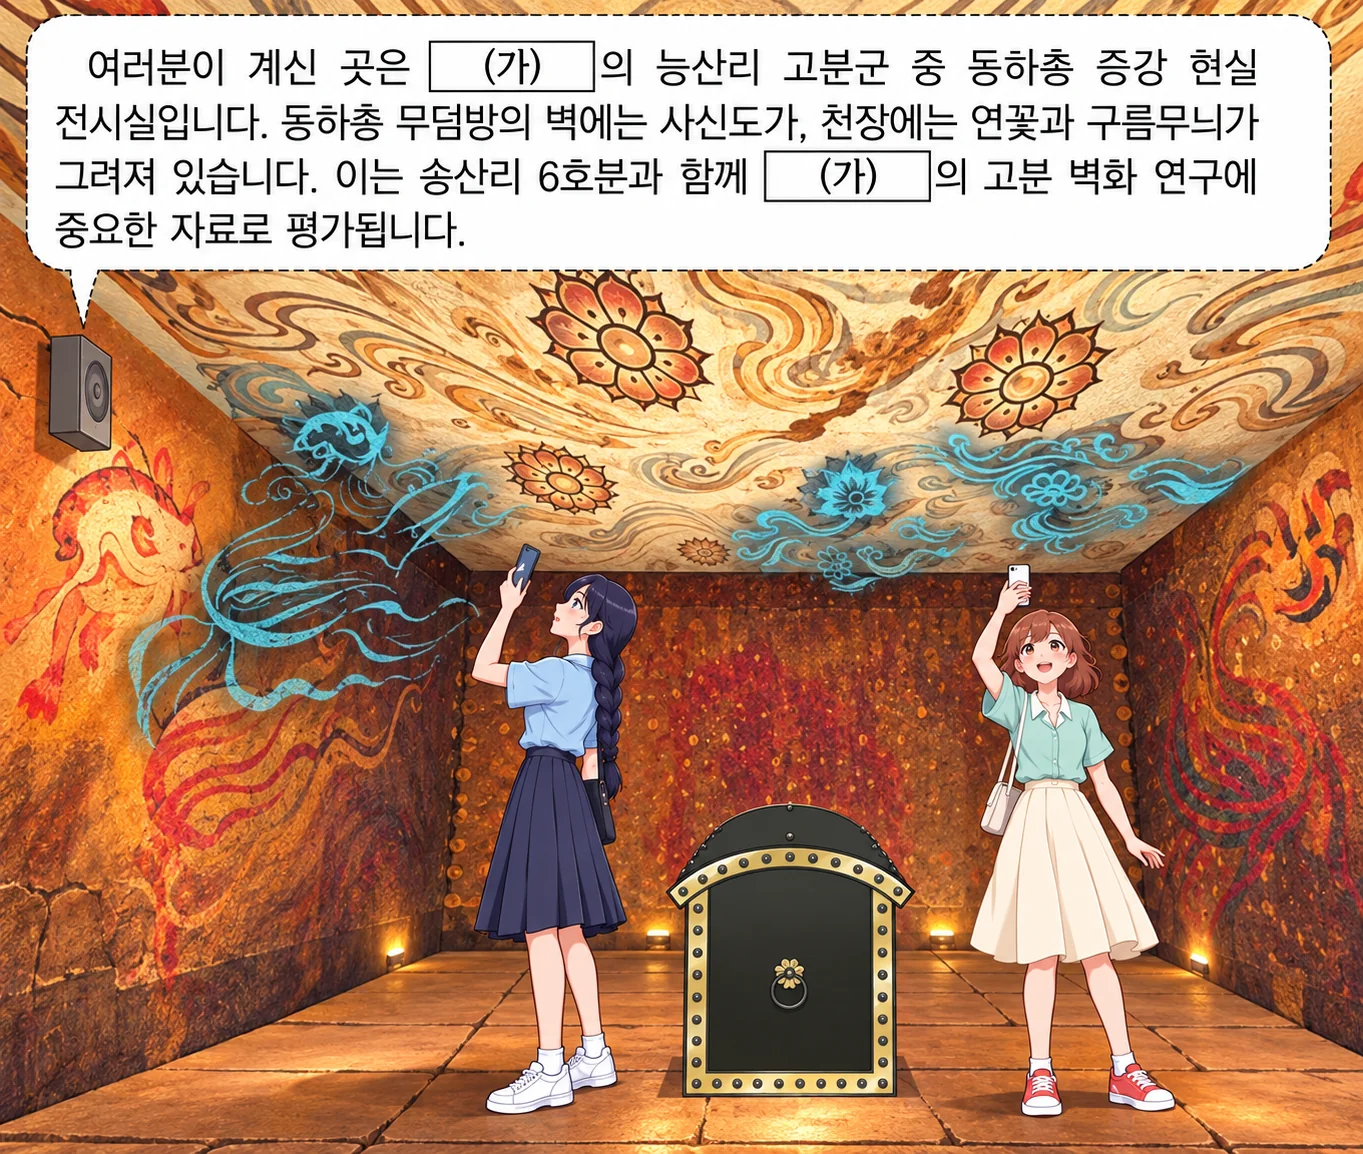 여러분이 계신 곳은 (가)의 능산리 고분군 중 동하총 증강 현실
전시실입니다. 동하총 무덤방의 벽에는 사신도가, 천장에는 연꽃과 구름무늬가
그려져 있습니다. 이는 송산리 6호분과 함께 (가)의 고분 벽화 연구에
중요한 자료로 평가됩니다.